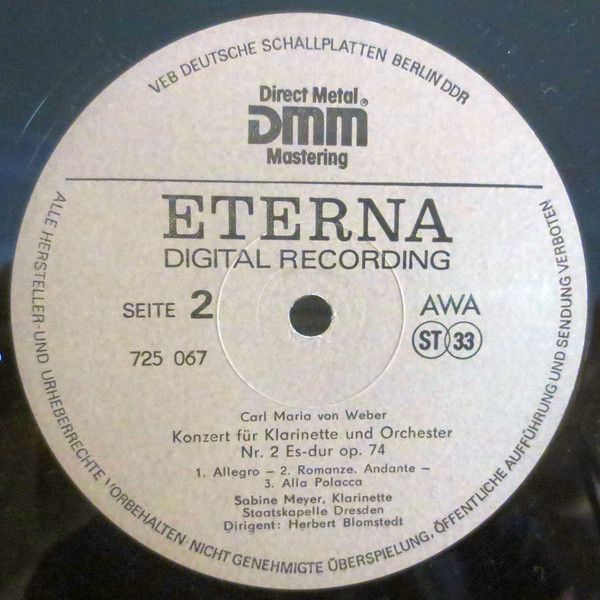 VEB DEUTSCHE SCHALLPLATTEN BERLIN DDR
Direct Metal
DMM®
Mastering
ETERNA
DIGITAL RECORDING
SEITE 2
AWA
725 067
ST 33
Carl Maria von Weber
Konzert für Klarinette und Orchester
Nr. 2 Es-dur op. 74
1. Allegro – 2. Romanze. Andante –
3. Alla Polacca
Sabine Meyer, Klarinette
Staatskapelle Dresden
Dirigent: Herbert Blomstedt
ALLE HERSTELLER- UND URHEBERRECHTE VORBEHALTEN · NICHT GENEHMIGTE ÜBERSPIELUNG, ÖFFENTLICHE AUFFÜHRUNG UND SENDUNG VERBOTEN